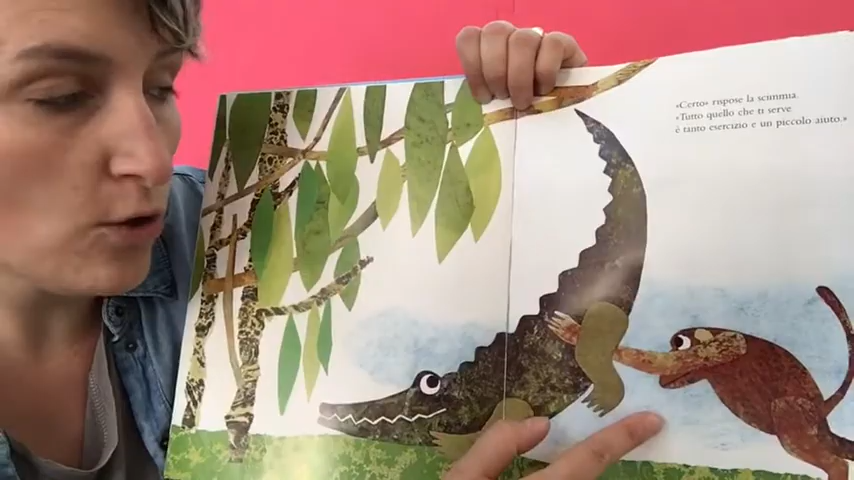 «Certo» rispose la scimmia.
«Tutto quello che ti serve
è tanto esercizio e un piccolo aiuto.»